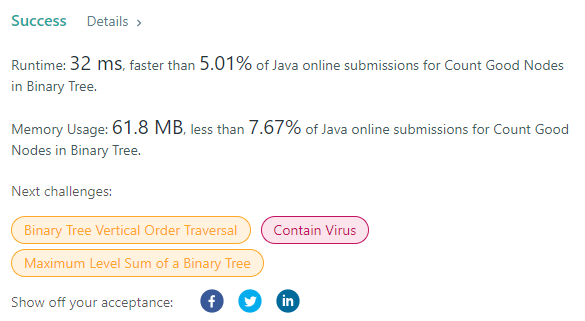 Success Details ›
Runtime: 32 ms, faster than 5.01% of Java online submissions for Count Good Nodes
in Binary Tree.
Memory Usage: 61.8 MB, less than 7.67% of Java online submissions for Count Good
Nodes in Binary Tree.
Next challenges:
Binary Tree Vertical Order Traversal Contain Virus
Maximum Level Sum of a Binary Tree
Show off your acceptance: f in